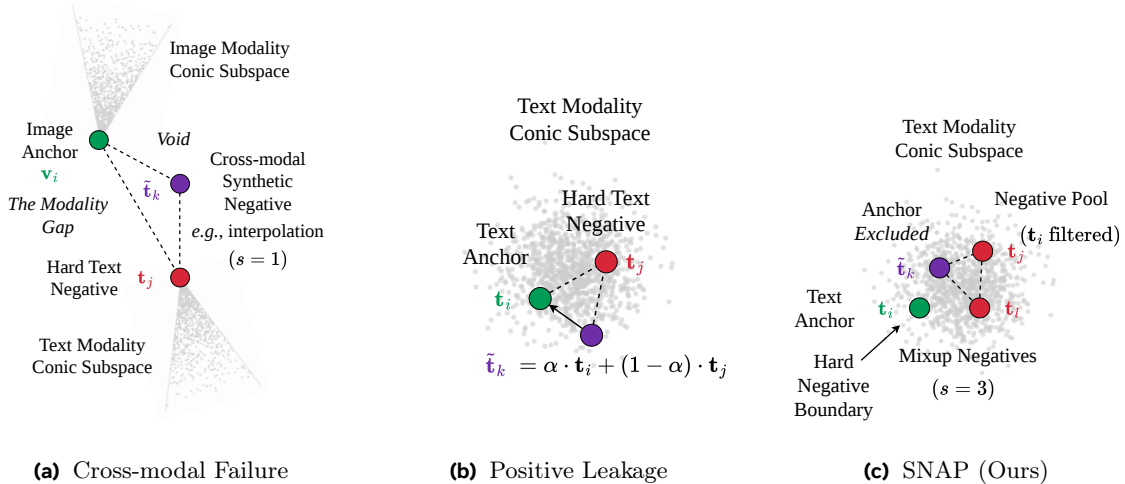 Image Modality
Conic Subspace
Image
Anchor
v_i
Void
Cross-modal
Synthetic
Negative
e.g., interpolation
(s = 1)
t̃_k
The Modality
Gap
Hard Text
Negative
t_j
Text Modality
Conic Subspace
(a) Cross-modal Failure
Text Modality
Conic Subspace
Hard Text
Negative
Text
Anchor
t_j
t_i
t̃_k = α · t_i + (1 − α) · t_j
(b) Positive Leakage
Text Modality
Conic Subspace
Negative Pool
(t_i filtered)
Anchor
Excluded
t_j
t̃_k
Text
Anchor
t_i
t_l
Mixup Negatives
(s = 3)
Hard
Negative
Boundary
(c) SNAP (Ours)